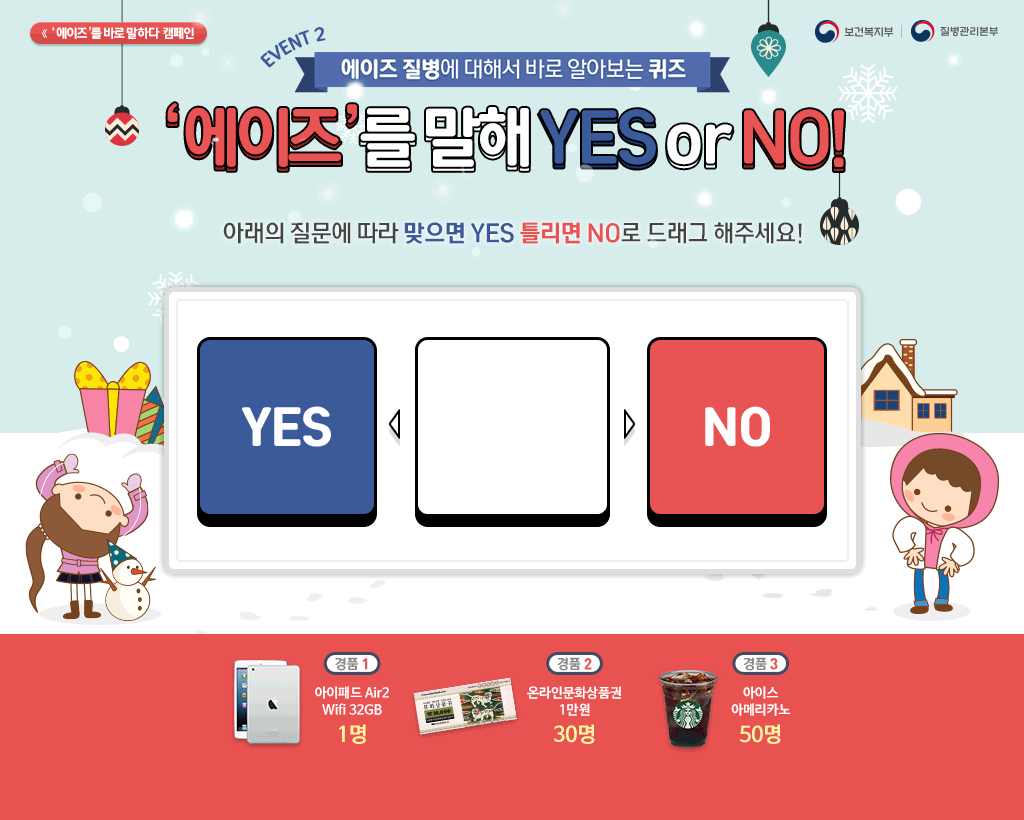 《 '에이즈'를 바로 말하다 캠페인
보건복지부
질병관리본부
EVENT 2
에이즈 질병에 대해서 바로 알아보는 퀴즈
'에이즈'를 말해 YES or NO!
아래의 질문에 따라 맞으면 YES 틀리면 NO로 드래그 해주세요!
YES
NO
경품 1
아이패드 Air2
Wifi 32GB
1명
경품 2
온라인문화상품권
1만원
30명
경품 3
아이스
아메리카노
50명